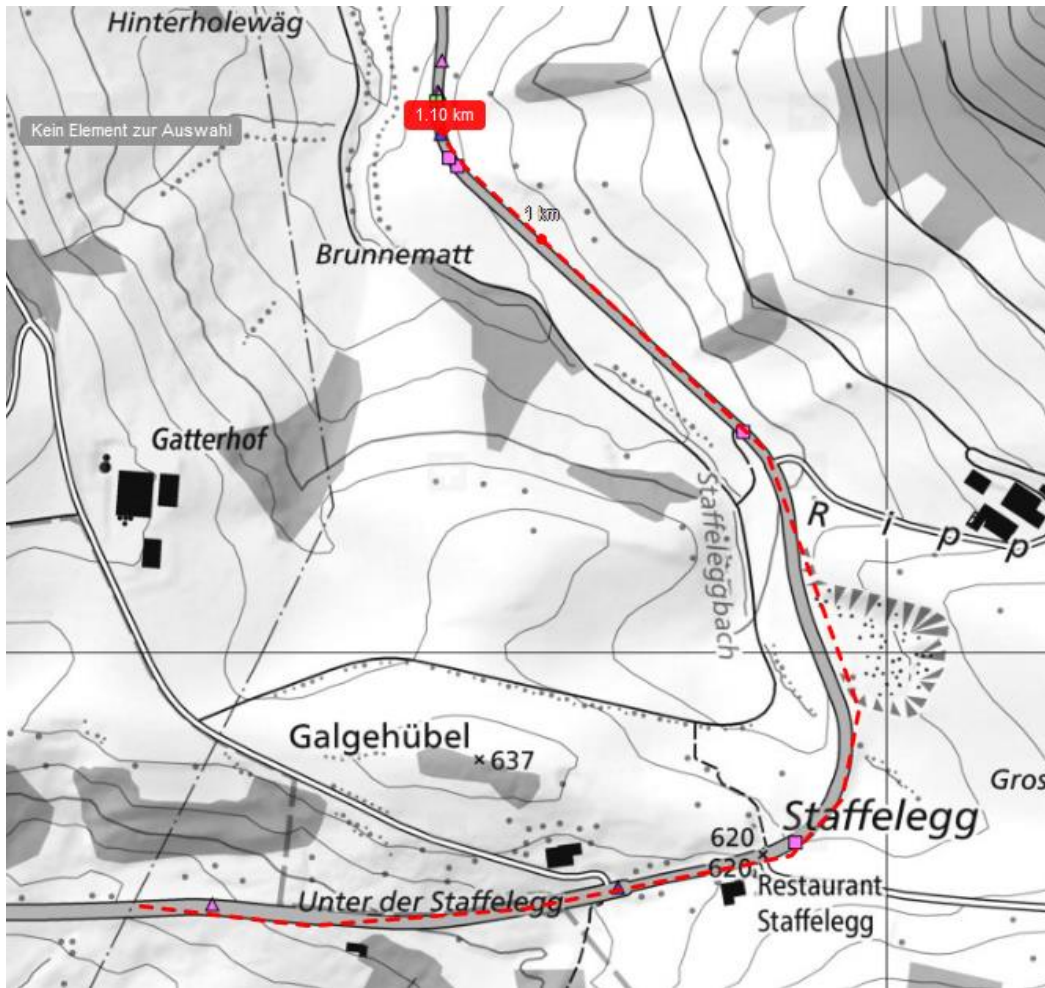 Hinterholewäg
1.10 km
Kein Element zur Auswahl
1 km
Brunnematt
Gatterhof
Staffeleggbach
Ripp
Galgehübel
637
Gros
Staffelegg
620
620
Unter der Staffelegg
Restaurant
Staffelegg